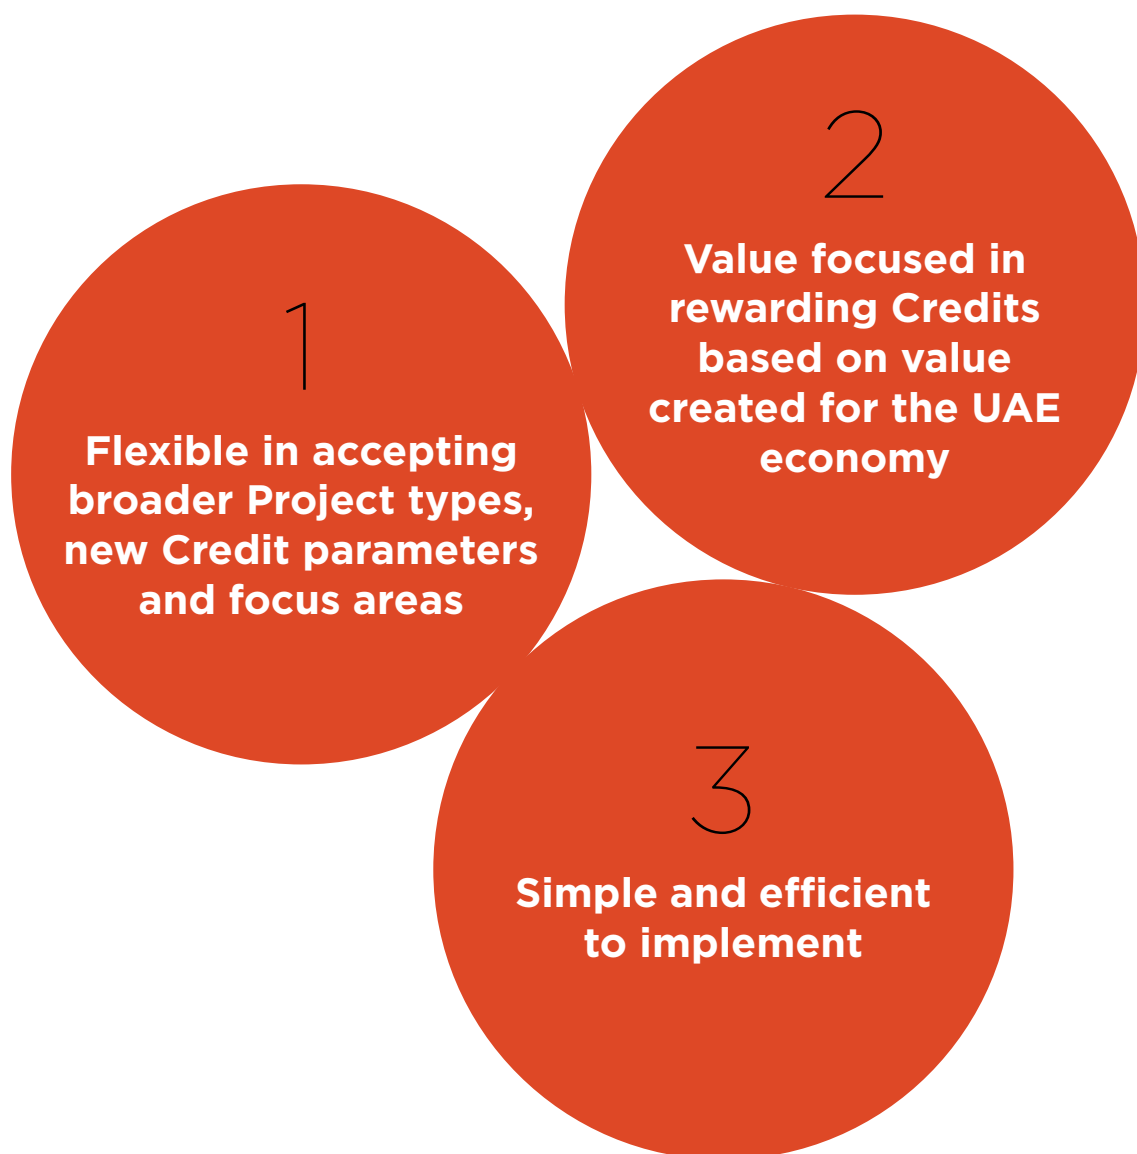 1
Flexible in accepting
broader Project types,
new Credit parameters
and focus areas
2
Value focused in
rewarding Credits
based on value
created for the UAE
economy
3
Simple and efficient
to implement